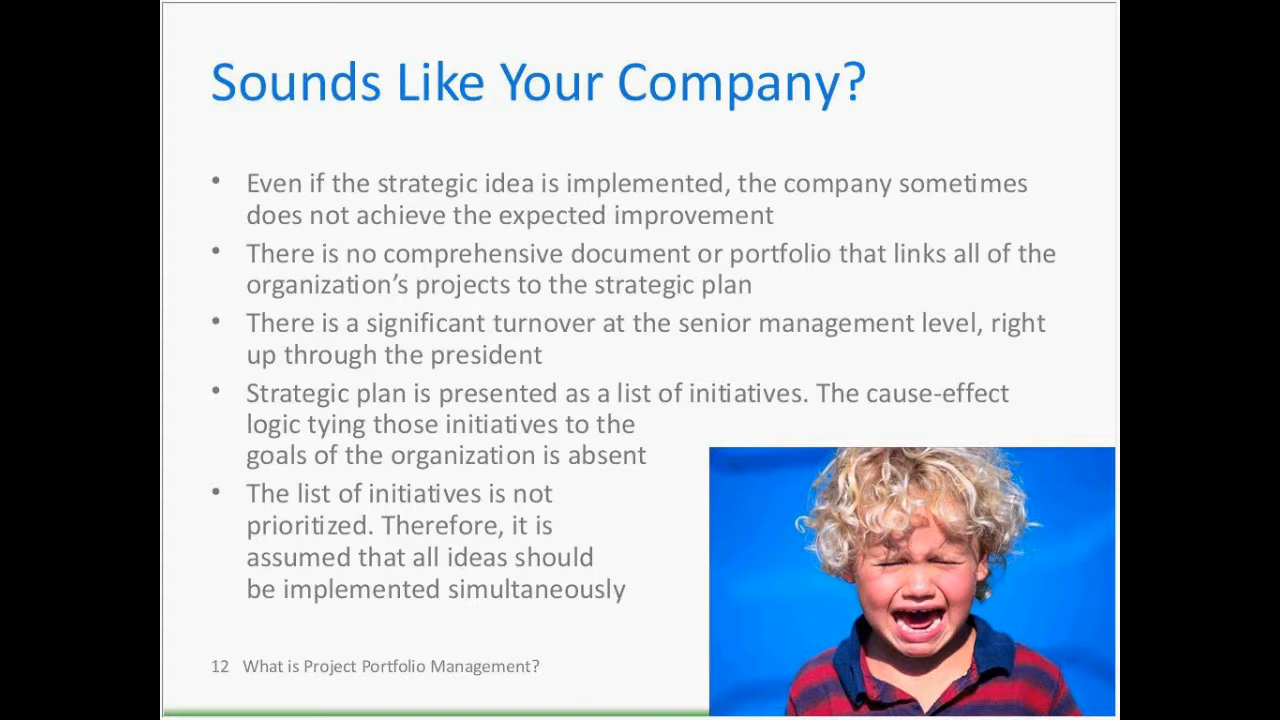 Sounds Like Your Company?
• Even if the strategic idea is implemented, the company sometimes
does not achieve the expected improvement
• There is no comprehensive document or portfolio that links all of the
organization’s projects to the strategic plan
• There is a significant turnover at the senior management level, right
up through the president
• Strategic plan is presented as a list of initiatives. The cause-effect
logic tying those initiatives to the
goals of the organization is absent
• The list of initiatives is not
prioritized. Therefore, it is
assumed that all ideas should
be implemented simultaneously
12 What is Project Portfolio Management?